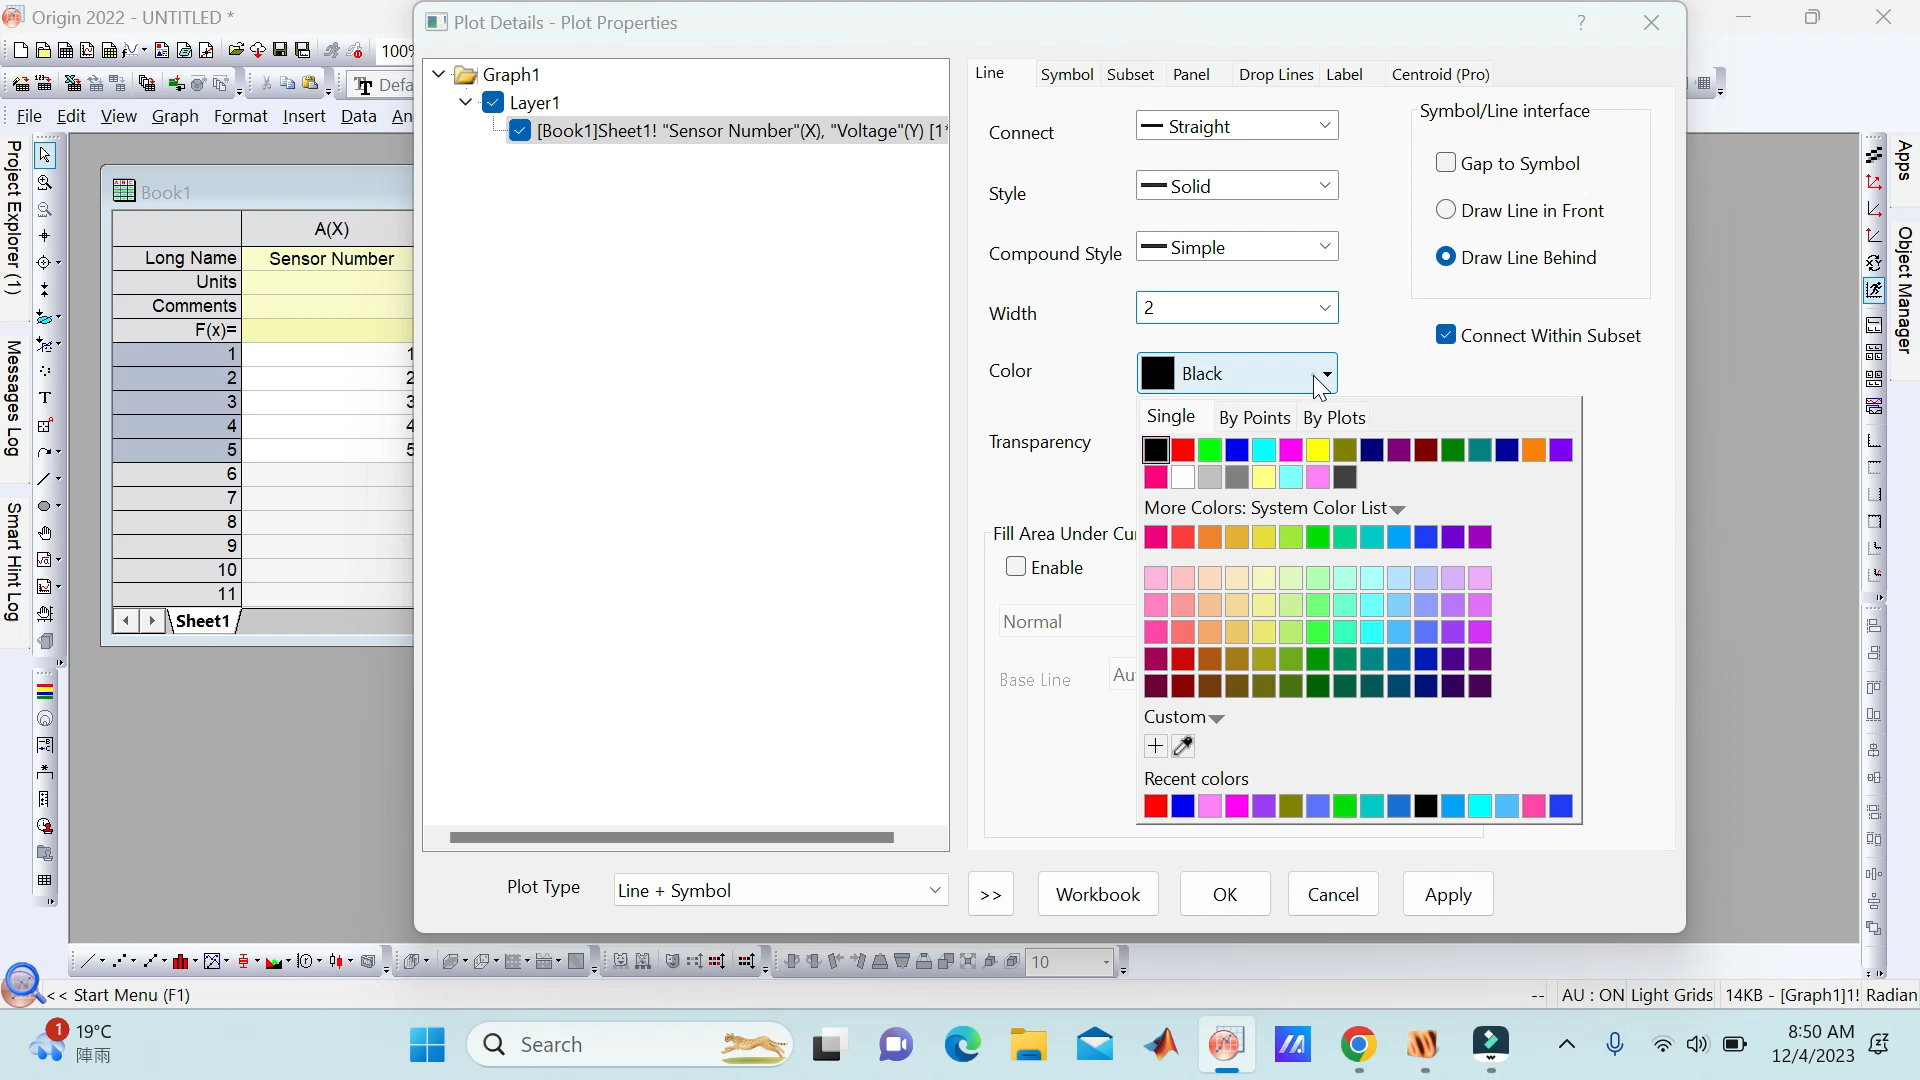 Origin 2022 - UNTITLED *
100%
Defa
File Edit View Graph Format Insert Data An
Project Explorer (1)
Messages Log
Smart Hint Log
Book1
A(X)
Long Name Sensor Number
Units
Comments
F(x)=
1 1
2 2
3 3
4 4
5 5
6
7
8
9
10
11
Sheet1
Plot Details - Plot Properties
?
Graph1
Layer1
[Book1]Sheet1! "Sensor Number"(X), "Voltage"(Y) [1*
Line Symbol Subset Panel Drop Lines Label Centroid (Pro)
Connect Straight
Style Solid
Compound Style Simple
Width 2
Color Black
Transparency
Symbol/Line interface
Gap to Symbol
Draw Line in Front
Draw Line Behind
Connect Within Subset
Single By Points By Plots
More Colors: System Color List
Custom
Recent colors
Fill Area Under Cu
Enable
Normal
Base Line Au
Plot Type Line + Symbol
>> Workbook OK Cancel Apply
Apps
Object Manager
10
<< Start Menu (F1)
-- AU : ON Light Grids 14KB - [Graph1]1! Radian
1 19°C
陣雨
Search
8:50 AM
12/4/2023